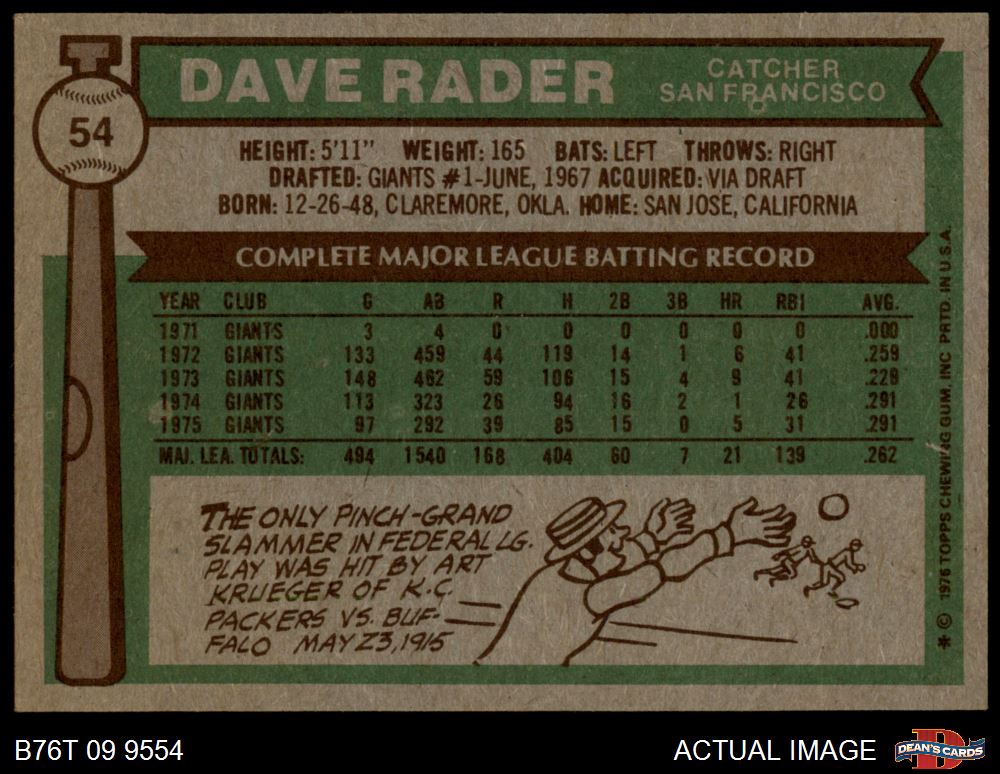 54
DAVE RADER
CATCHER
SAN FRANCISCO
HEIGHT: 5'11" WEIGHT: 165 BATS: LEFT THROWS: RIGHT
DRAFTED: GIANTS #1-JUNE, 1967 ACQUIRED: VIA DRAFT
BORN: 12-26-48, CLAREMORE, OKLA. HOME: SAN JOSE, CALIFORNIA
COMPLETE MAJOR LEAGUE BATTING RECORD
YEAR CLUB G AB R H 2B 3B HR RBI AVG.
1971 GIANTS 3 4 0 0 0 0 0 0 .000
1972 GIANTS 133 459 44 119 14 1 6 41 .259
1973 GIANTS 148 462 59 106 15 4 9 41 .229
1974 GIANTS 113 323 26 94 16 2 1 26 .291
1975 GIANTS 97 292 39 85 15 0 5 31 .291
MAJ. LEA. TOTALS: 494 1540 168 404 60 7 21 139 .262
THE ONLY PINCH-GRAND
SLAMMER IN FEDERAL LG.
PLAY WAS HIT BY ART
KRUEGER OF K.C.
PACKERS VS. BUF-
FALO MAY 23, 1915
* © 1976 TOPPS CHEWING GUM, INC PRTD. IN U.S.A.
B76T 09 9554
ACTUAL IMAGE
DEAN'S CARDS